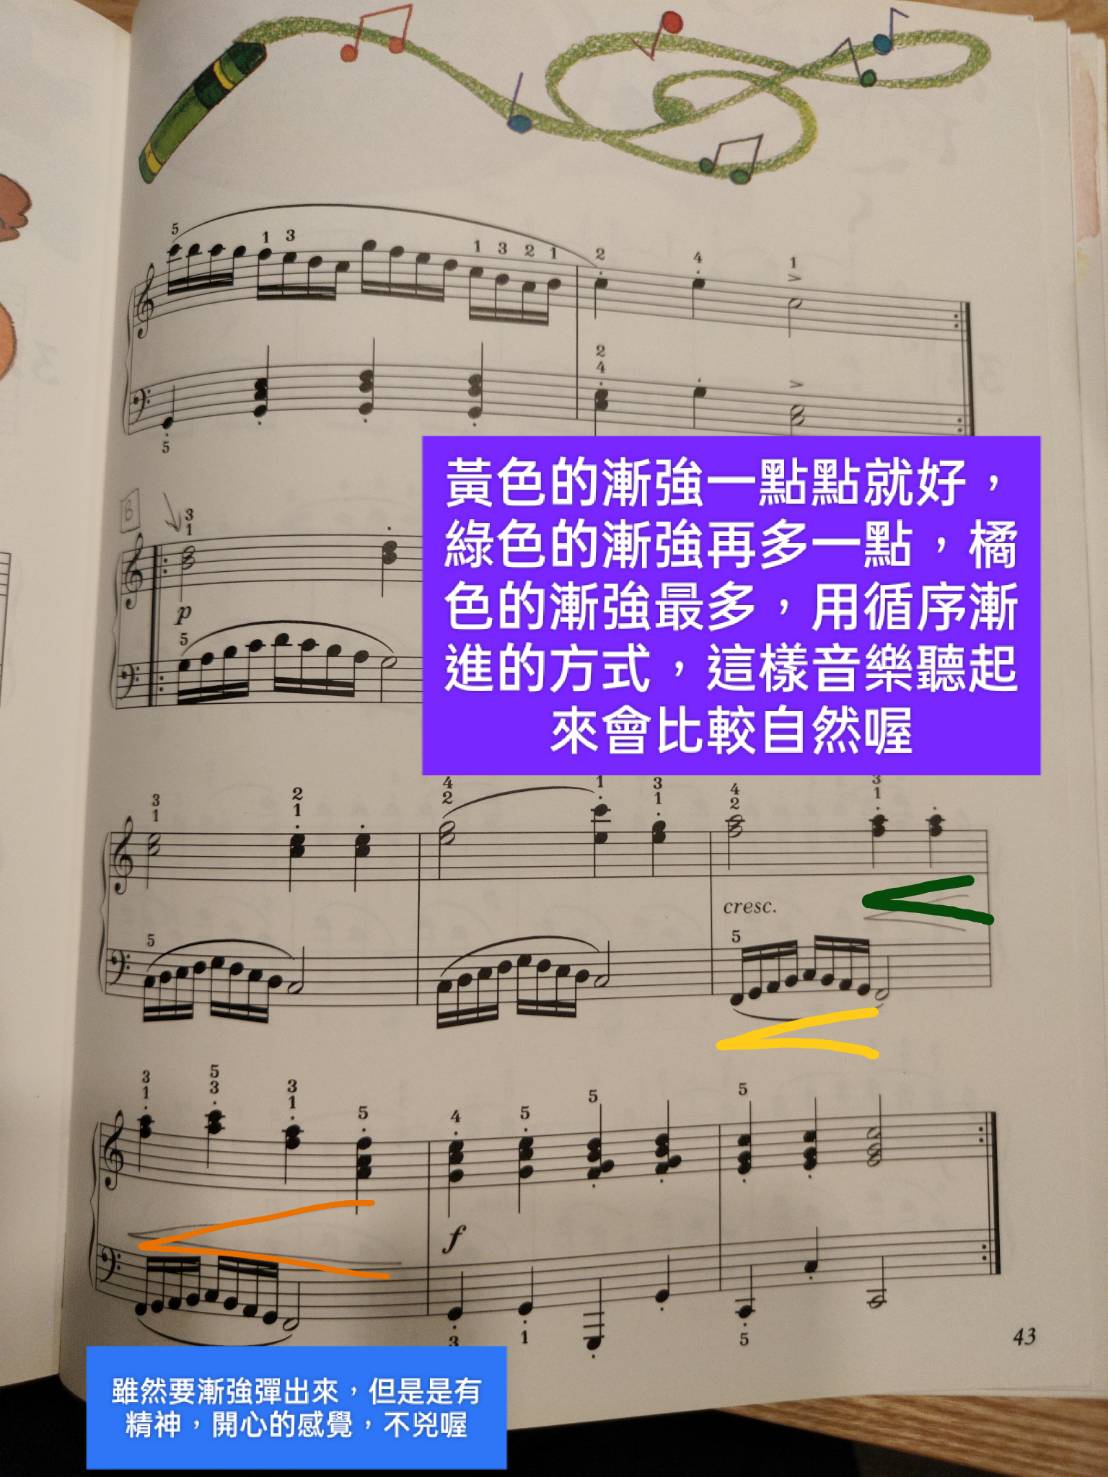 5 1 3 1 3 2 1 2 4 1
2
4
5
黃色的漸強一點點就好，
綠色的漸強再多一點，橘
色的漸強最多，用循序漸
進的方式，這樣音樂聽起
來會比較自然喔
B
3
1
p
5
3 2 4 1 3 4 3
1 1 2 1 2 1
cresc.
5 5
3 5 3
1 3 1 5 4 5 5 5
f
3 1 5
43
雖然要漸強彈出來，但是是有
精神，開心的感覺，不兇喔